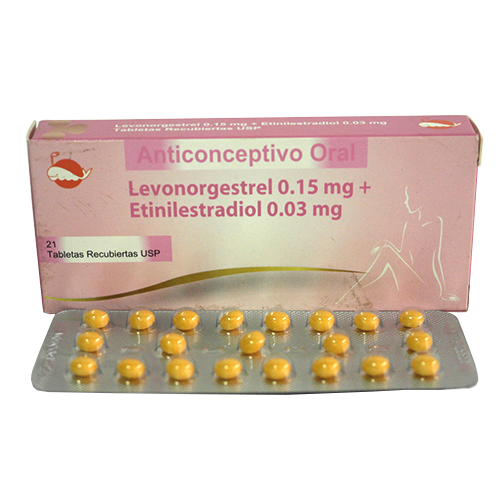 Levonorgestrel 0.15 mg + Etinilestradiol 0.03 mg
Tabletas Recubiertas USP
Anticonceptivo Oral
Levonorgestrel 0.15 mg +
Etinilestradiol 0.03 mg
21
Tabletas Recubiertas USP